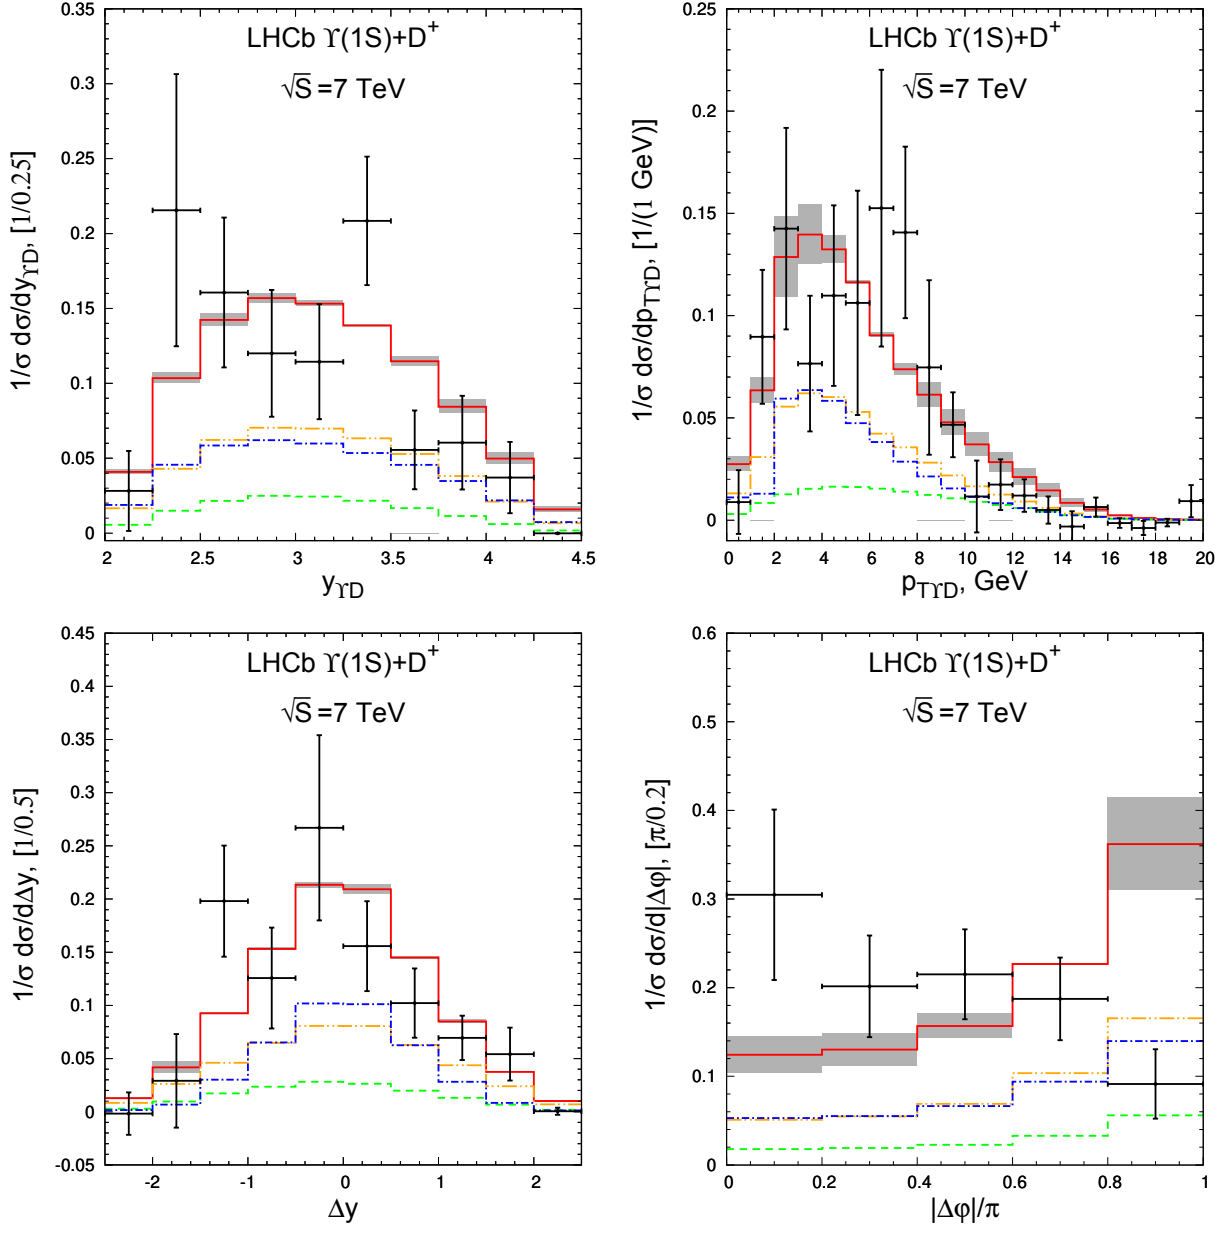 LHCb ϒ(1S)+D⁺
√S =7 TeV
1/σ dσ/dy_ϒD, [1/0.25]
0.35
0.3
0.25
0.2
0.15
0.1
0.05
0
2 2.5 3 3.5 4 4.5
y_ϒD
LHCb ϒ(1S)+D⁺
√S =7 TeV
1/σ dσ/dp_TϒD, [1/(1 GeV)]
0.25
0.2
0.15
0.1
0.05
0
0 2 4 6 8 10 12 14 16 18 20
p_TϒD, GeV
LHCb ϒ(1S)+D⁺
√S =7 TeV
1/σ dσ/dΔy, [1/0.5]
0.45
0.4
0.35
0.3
0.25
0.2
0.15
0.1
0.05
0
-0.05
-2 -1 0 1 2
Δy
LHCb ϒ(1S)+D⁺
√S =7 TeV
1/σ dσ/d|Δφ|, [π/0.2]
0.6
0.5
0.4
0.3
0.2
0.1
0
0 0.2 0.4 0.6 0.8 1
|Δφ|/π